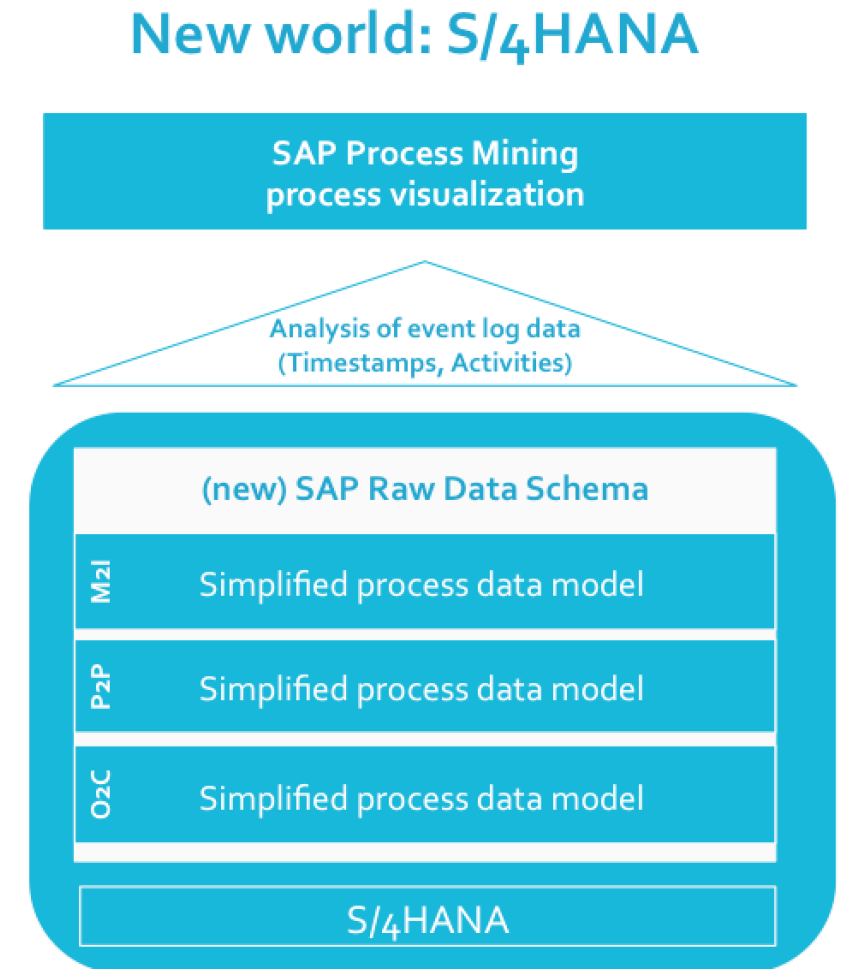 New world: S/4HANA
SAP Process Mining
process visualization
Analysis of event log data
(Timestamps, Activities)
(new) SAP Raw Data Schema
M2I
Simplified process data model
P2P
Simplified process data model
O2C
Simplified process data model
S/4HANA